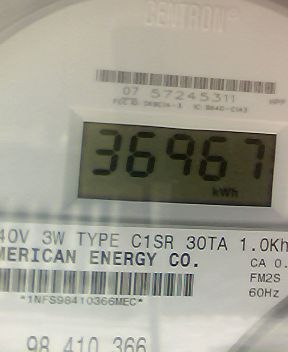 CENTRON®
07 57245311
36967
kWh
40V 3W TYPE C1SR 30TA 1.0Kh
MERICAN ENERGY CO.
CA 0.
FM2S
60Hz
*1NFS98410366MEC*
98 410 366